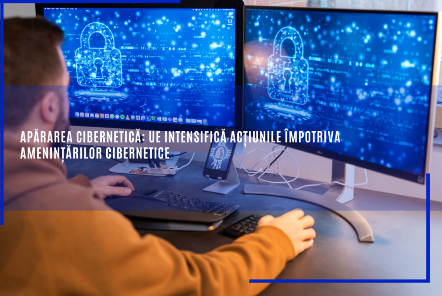 APĂRAREA CIBERNETICĂ: UE INTENSIFICĂ ACȚIUNILE ÎMPOTRIVA
AMENINȚĂRILOR CIBERNETICE